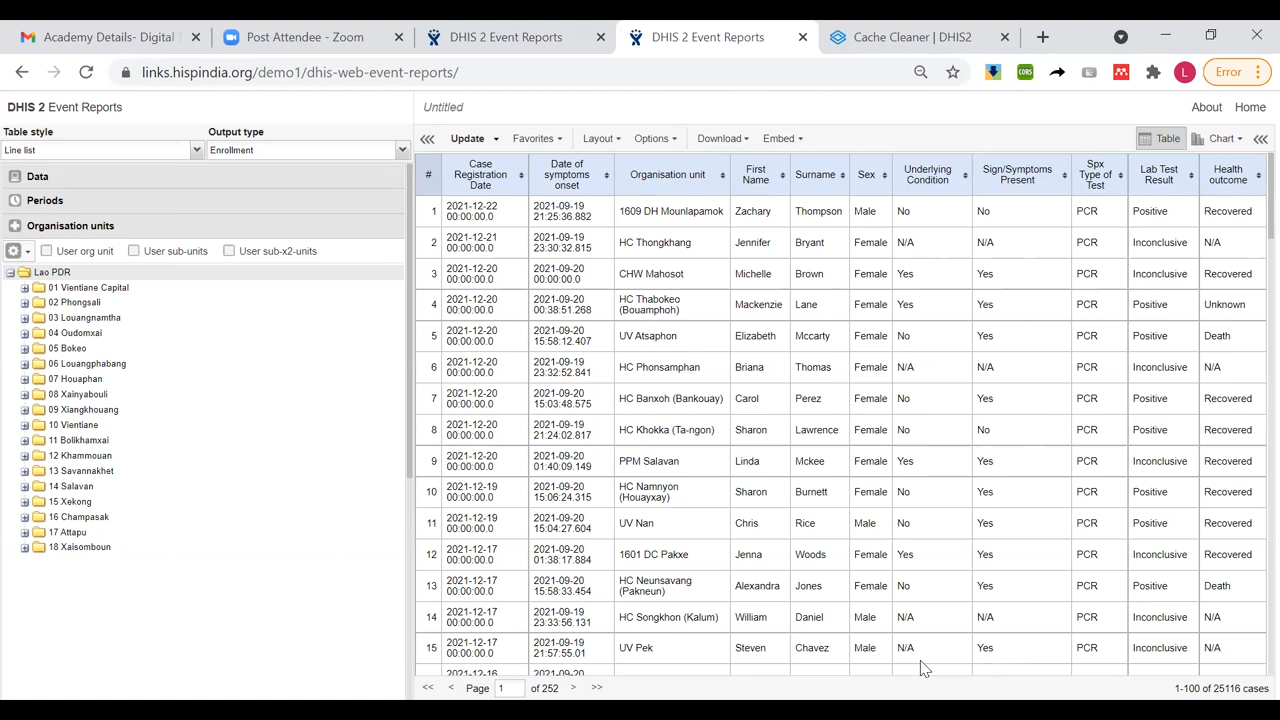 Academy Details- Digital
Post Attendee - Zoom
DHIS 2 Event Reports
DHIS 2 Event Reports
Cache Cleaner | DHIS2
links.hispindia.org/demo1/dhis-web-event-reports/
CORS
L
Error
DHIS 2 Event Reports
Untitled
About
Home
Table style
Output type
Line list
Enrollment
Update
Favorites
Layout
Options
Download
Embed
Table
Chart
Data
Periods
Organisation units
User org unit
User sub-units
User sub-x2-units
Lao PDR
01 Vientiane Capital
02 Phongsali
03 Louangnamtha
04 Oudomxai
05 Bokeo
06 Louangphabang
07 Houaphan
08 Xainyabouli
09 Xiangkhouang
10 Vientiane
11 Bolikhamxai
12 Khammouan
13 Savannakhet
14 Salavan
15 Xekong
16 Champasak
17 Attapu
18 Xaisomboun
# Case Registration Date Date of symptoms onset Organisation unit First Name Surname Sex Underlying Condition Sign/Symptoms Present Spx Type of Test Lab Test Result Health outcome
1 2021-12-22 00:00:00.0 2021-09-19 21:25:36.882 1609 DH Mounlapamok Zachary Thompson Male No No PCR Positive Recovered
2 2021-12-21 00:00:00.0 2021-09-19 23:30:32.815 HC Thongkhang Jennifer Bryant Female N/A N/A PCR Inconclusive N/A
3 2021-12-20 00:00:00.0 2021-09-20 00:00:00.0 CHW Mahosot Michelle Brown Female Yes Yes PCR Inconclusive Recovered
4 2021-12-20 00:00:00.0 2021-09-20 00:38:51.268 HC Thabokeo (Bouamphoh) Mackenzie Lane Female Yes Yes PCR Positive Unknown
5 2021-12-20 00:00:00.0 2021-09-20 15:58:12.407 UV Atsaphon Elizabeth Mccarty Female No Yes PCR Positive Death
6 2021-12-20 00:00:00.0 2021-09-19 23:32:52.841 HC Phonsamphan Briana Thomas Female N/A N/A PCR Inconclusive N/A
7 2021-12-20 00:00:00.0 2021-09-20 15:03:48.575 HC Banxoh (Bankouay) Carol Perez Female No Yes PCR Positive Recovered
8 2021-12-20 00:00:00.0 2021-09-19 21:24:02.817 HC Khokka (Ta-ngon) Sharon Lawrence Female No No PCR Positive Recovered
9 2021-12-20 00:00:00.0 2021-09-20 01:40:09.149 PPM Salavan Linda Mckee Female Yes Yes PCR Inconclusive Recovered
10 2021-12-19 00:00:00.0 2021-09-20 15:06:24.315 HC Namnyon (Houayxay) Sharon Burnett Female No Yes PCR Positive Recovered
11 2021-12-19 00:00:00.0 2021-09-20 15:04:27.604 UV Nan Chris Rice Male No Yes PCR Positive Recovered
12 2021-12-17 00:00:00.0 2021-09-20 01:38:17.884 1601 DC Pakxe Jenna Woods Female Yes Yes PCR Inconclusive Recovered
13 2021-12-17 00:00:00.0 2021-09-20 15:58:33.454 HC Neunsavang (Pakneun) Alexandra Jones Female No Yes PCR Positive Death
14 2021-12-17 00:00:00.0 2021-09-19 23:33:56.131 HC Songkhon (Kalum) William Daniel Male N/A N/A PCR Inconclusive N/A
15 2021-12-17 00:00:00.0 2021-09-19 21:57:55.01 UV Pek Steven Chavez Male N/A Yes PCR Inconclusive N/A
<< < Page 1 of 252 > >> 1-100 of 25116 cases